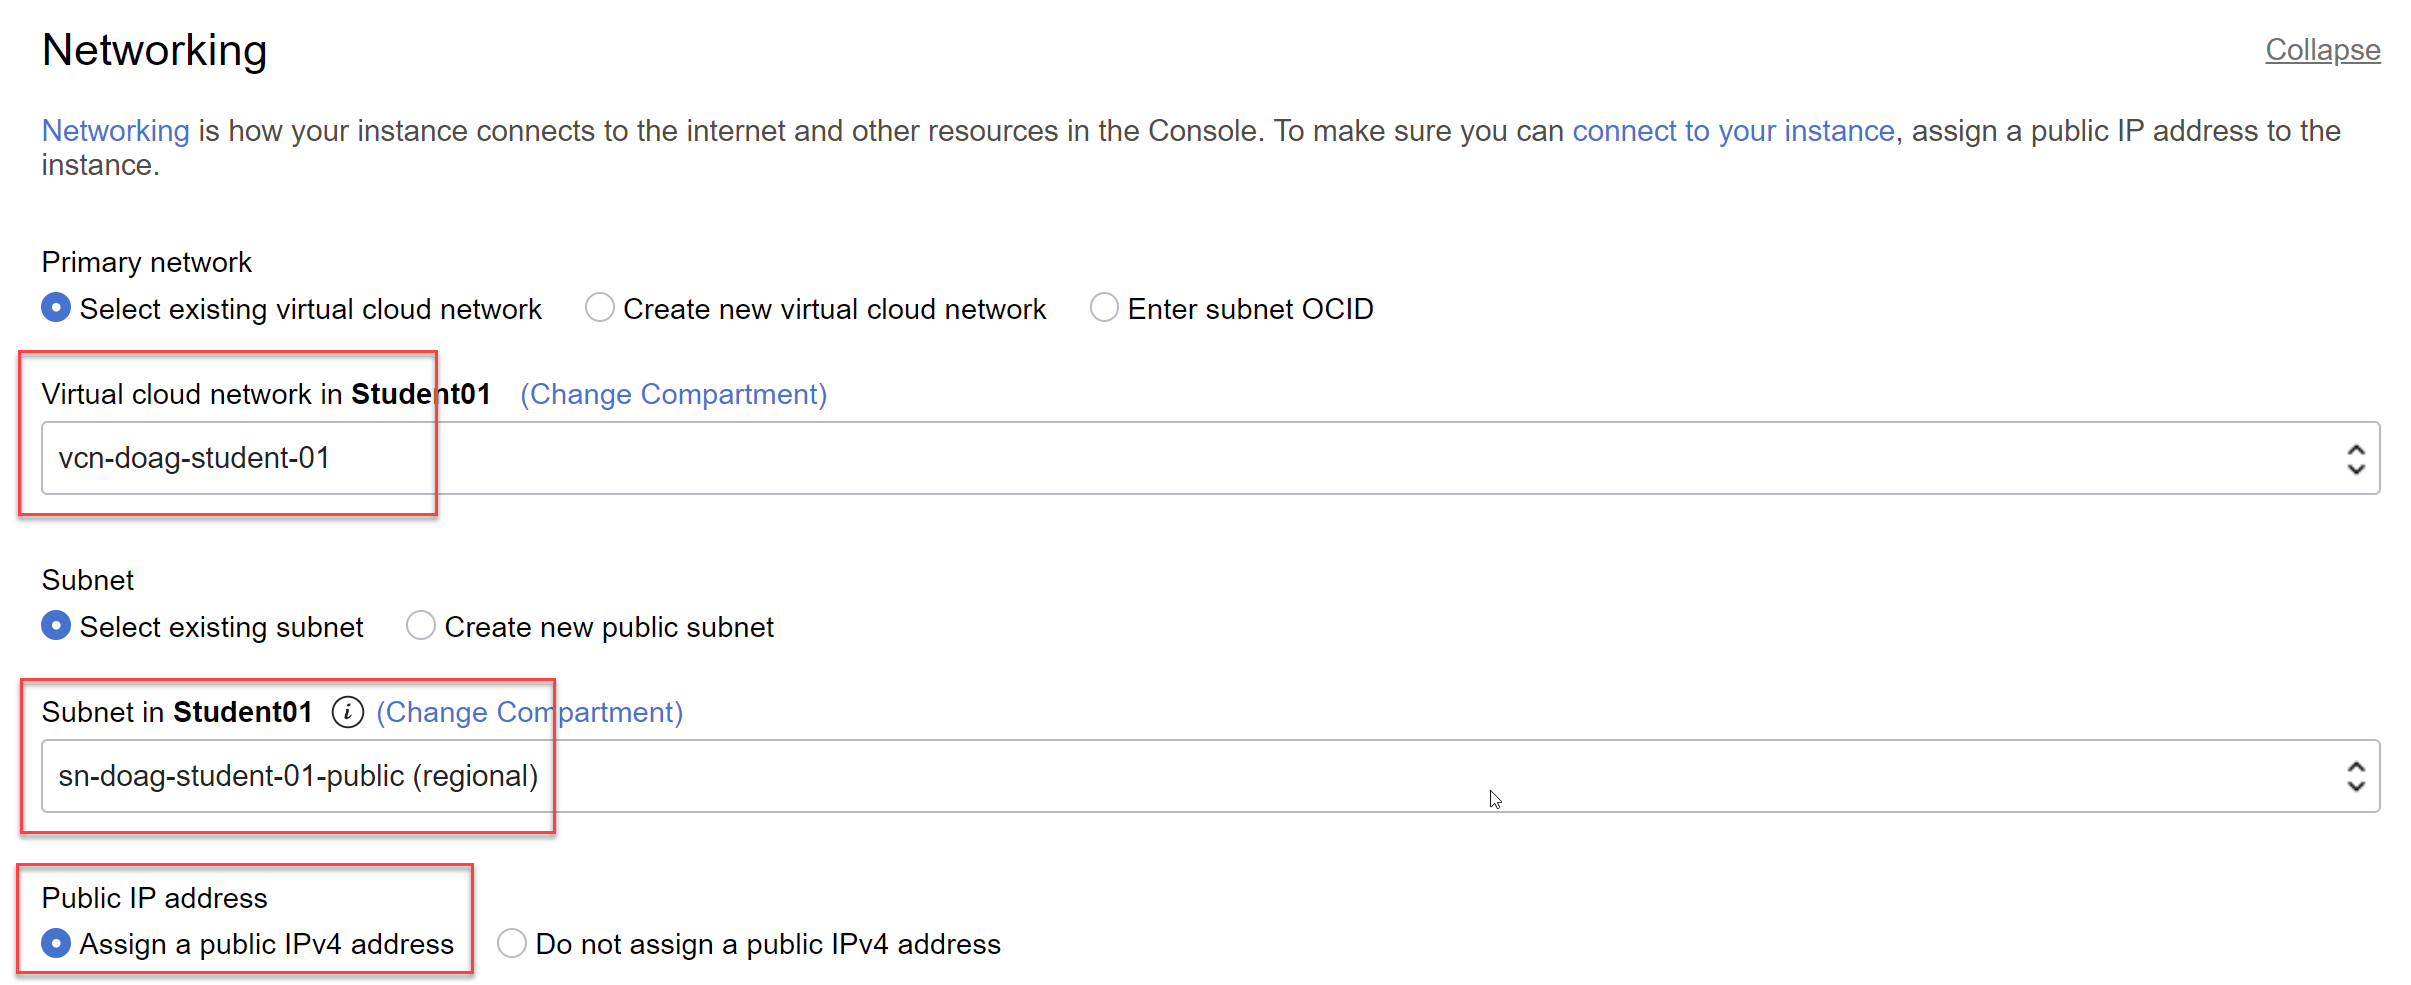 Networking
Collapse
Networking is how your instance connects to the internet and other resources in the Console. To make sure you can connect to your instance, assign a public IP address to the
instance.
Primary network
Select existing virtual cloud network
Create new virtual cloud network
Enter subnet OCID
Virtual cloud network in Student01 (Change Compartment)
vcn-doag-student-01
Subnet
Select existing subnet
Create new public subnet
Subnet in Student01 i (Change Compartment)
sn-doag-student-01-public (regional)
Public IP address
Assign a public IPv4 address
Do not assign a public IPv4 address